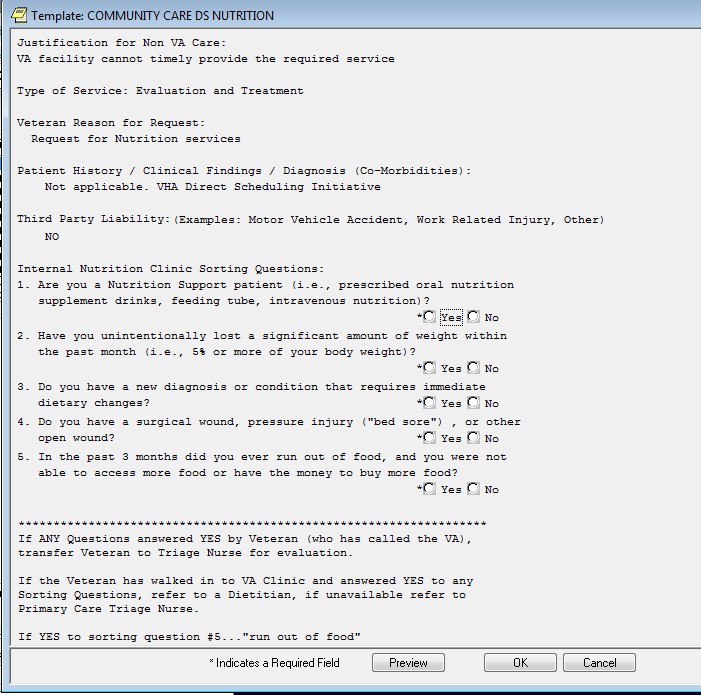 Template: COMMUNITY CARE DS NUTRITION
Justification for Non VA Care:
VA facility cannot timely provide the required service
Type of Service: Evaluation and Treatment
Veteran Reason for Request:
Request for Nutrition services
Patient History / Clinical Findings / Diagnosis (Co-Morbidities):
Not applicable. VHA Direct Scheduling Initiative
Third Party Liability: (Examples: Motor Vehicle Accident, Work Related Injury, Other)
NO
Internal Nutrition Clinic Sorting Questions:
1. Are you a Nutrition Support patient (i.e., prescribed oral nutrition
supplement drinks, feeding tube, intravenous nutrition)?
* Yes No
2. Have you unintentionally lost a significant amount of weight within
the past month (i.e., 5% or more of your body weight)?
* Yes No
3. Do you have a new diagnosis or condition that requires immediate
dietary changes? * Yes No
4. Do you have a surgical wound, pressure injury ("bed sore") , or other
open wound? * Yes No
5. In the past 3 months did you ever run out of food, and you were not
able to access more food or have the money to buy more food?
* Yes No
*******************************************************************
If ANY Questions answered YES by Veteran (who has called the VA),
transfer Veteran to Triage Nurse for evaluation.
If the Veteran has walked in to VA Clinic and answered YES to any
Sorting Questions, refer to a Dietitian, if unavailable refer to
Primary Care Triage Nurse.
If YES to sorting question #5..."run out of food"
* Indicates a Required Field Preview OK Cancel